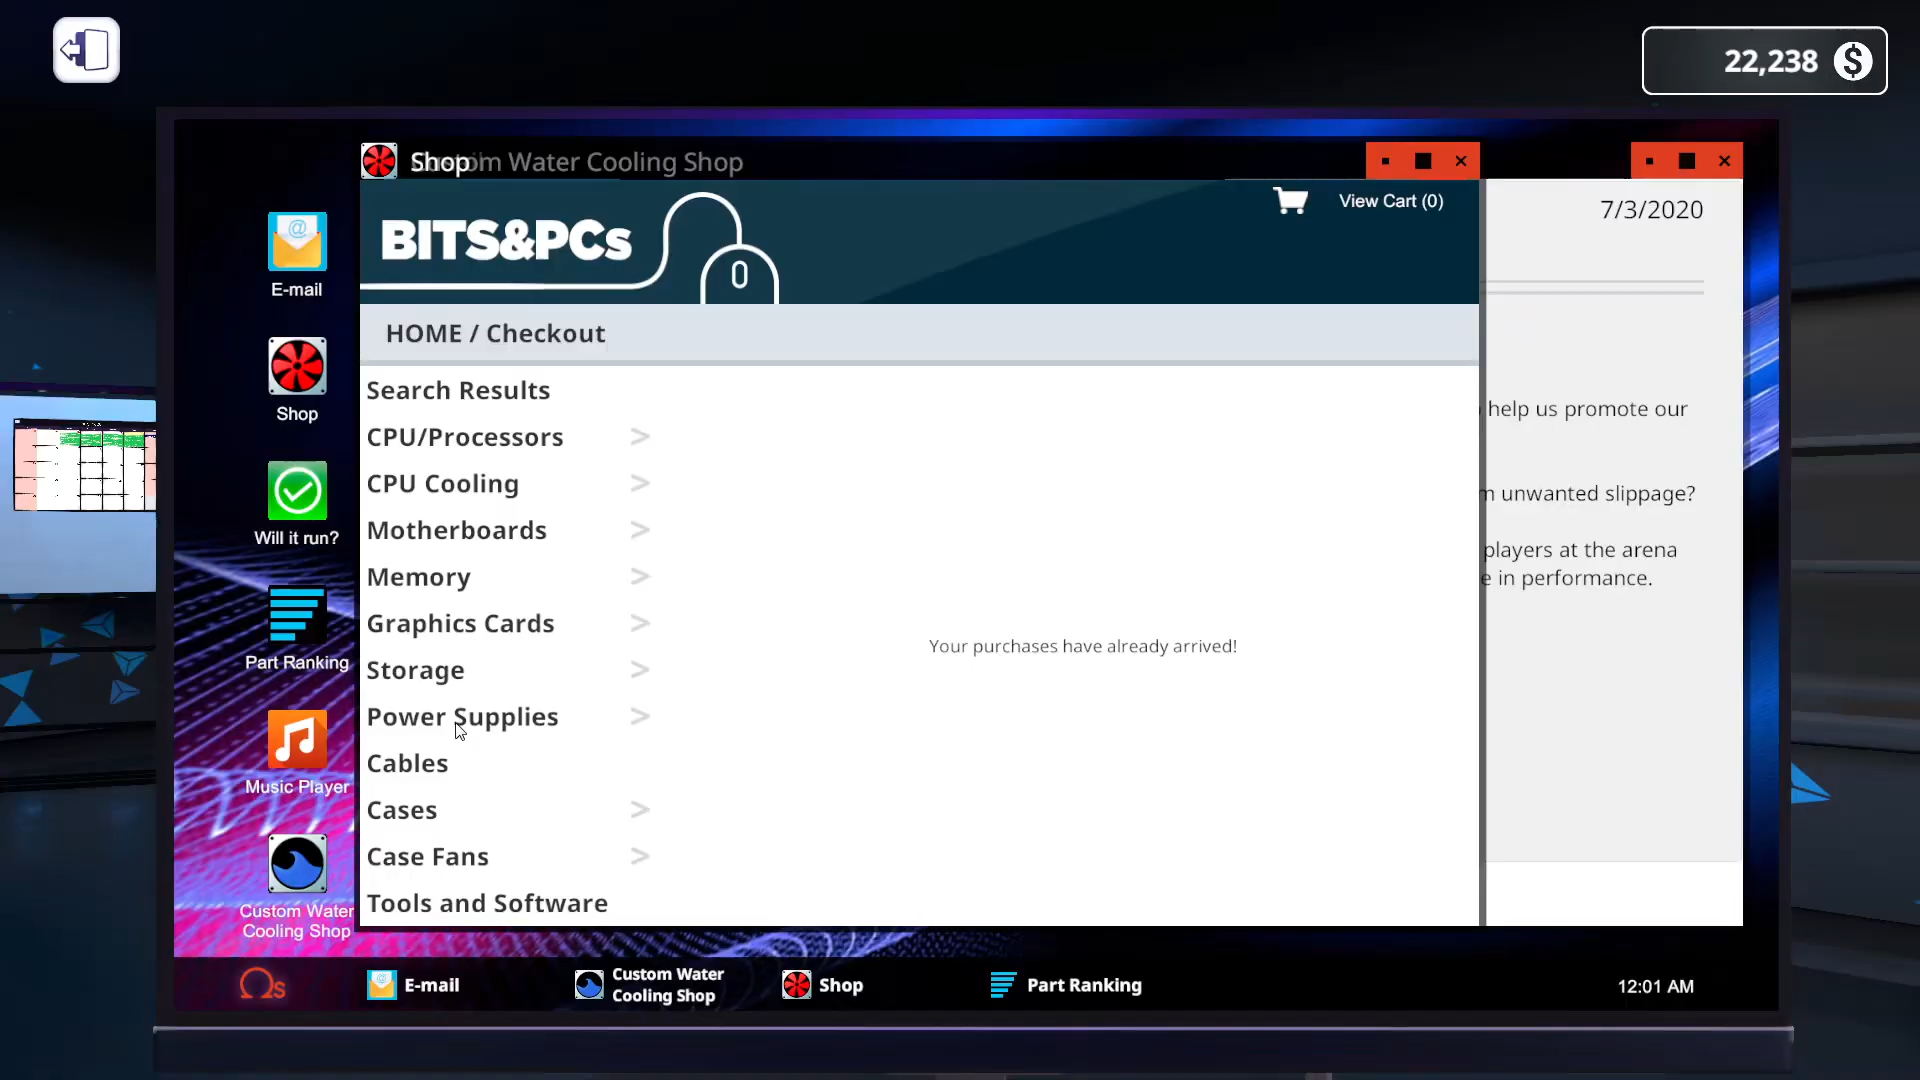 22,238 $
Shop
Custom Water Cooling Shop
BITS&PCs
View Cart (0)
7/3/2020
HOME / Checkout
Search Results
CPU/Processors >
CPU Cooling >
Motherboards >
Memory >
Graphics Cards >
Storage >
Power Supplies >
Cables
Cases >
Case Fans >
Tools and Software
Your purchases have already arrived!
help us promote our
unwanted slippage?
players at the arena
in performance.
E-mail
Shop
Will it run?
Part Ranking
Music Player
Custom Water
Cooling Shop
Ωs
E-mail
Custom Water
Cooling Shop
Shop
Part Ranking
12:01 AM